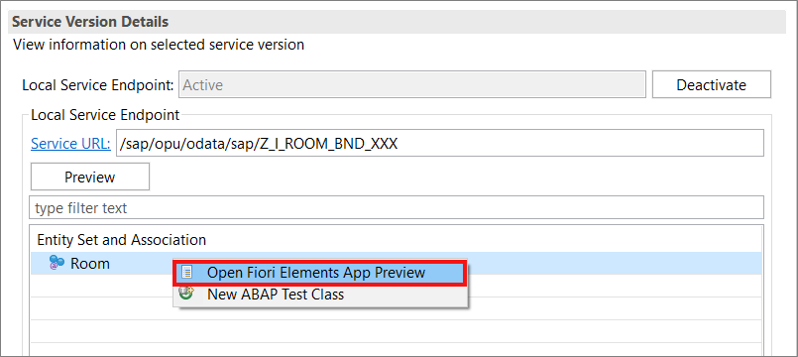 Service Version Details
View information on selected service version
Local Service Endpoint: Active Deactivate
Local Service Endpoint
Service URL: /sap/opu/odata/sap/Z_I_ROOM_BND_XXX
Preview
type filter text
Entity Set and Association
Room
Open Fiori Elements App Preview
New ABAP Test Class